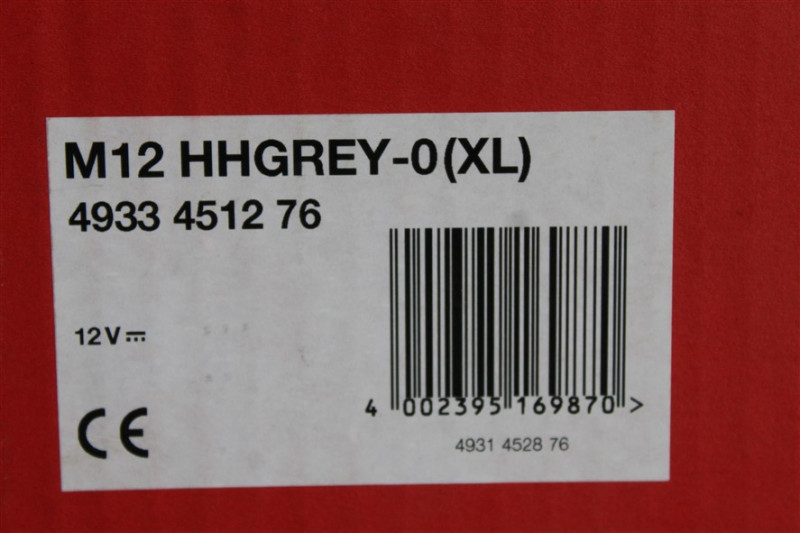 M12 HHGREY-0(XL)
4933 4512 76
12V
CE
4 002395 169870 >
4931 4528 76